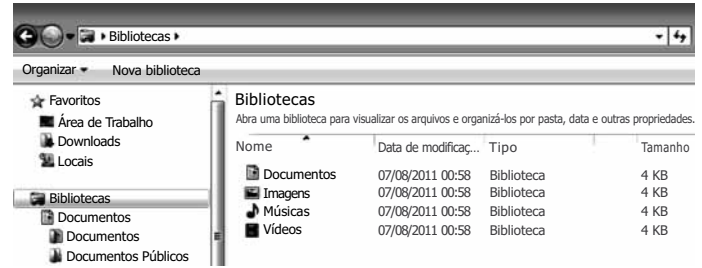 Bibliotecas
Organizar Nova biblioteca
Favoritos
Área de Trabalho
Downloads
Locais
Bibliotecas
Documentos
Documentos
Documentos Públicos
Bibliotecas
Abra uma biblioteca para visualizar os arquivos e organizá-los por pasta, data e outras propriedades.
Nome Data de modificaç... Tipo Tamanho
Documentos 07/08/2011 00:58 Biblioteca 4 KB
Imagens 07/08/2011 00:58 Biblioteca 4 KB
Músicas 07/08/2011 00:58 Biblioteca 4 KB
Vídeos 07/08/2011 00:58 Biblioteca 4 KB